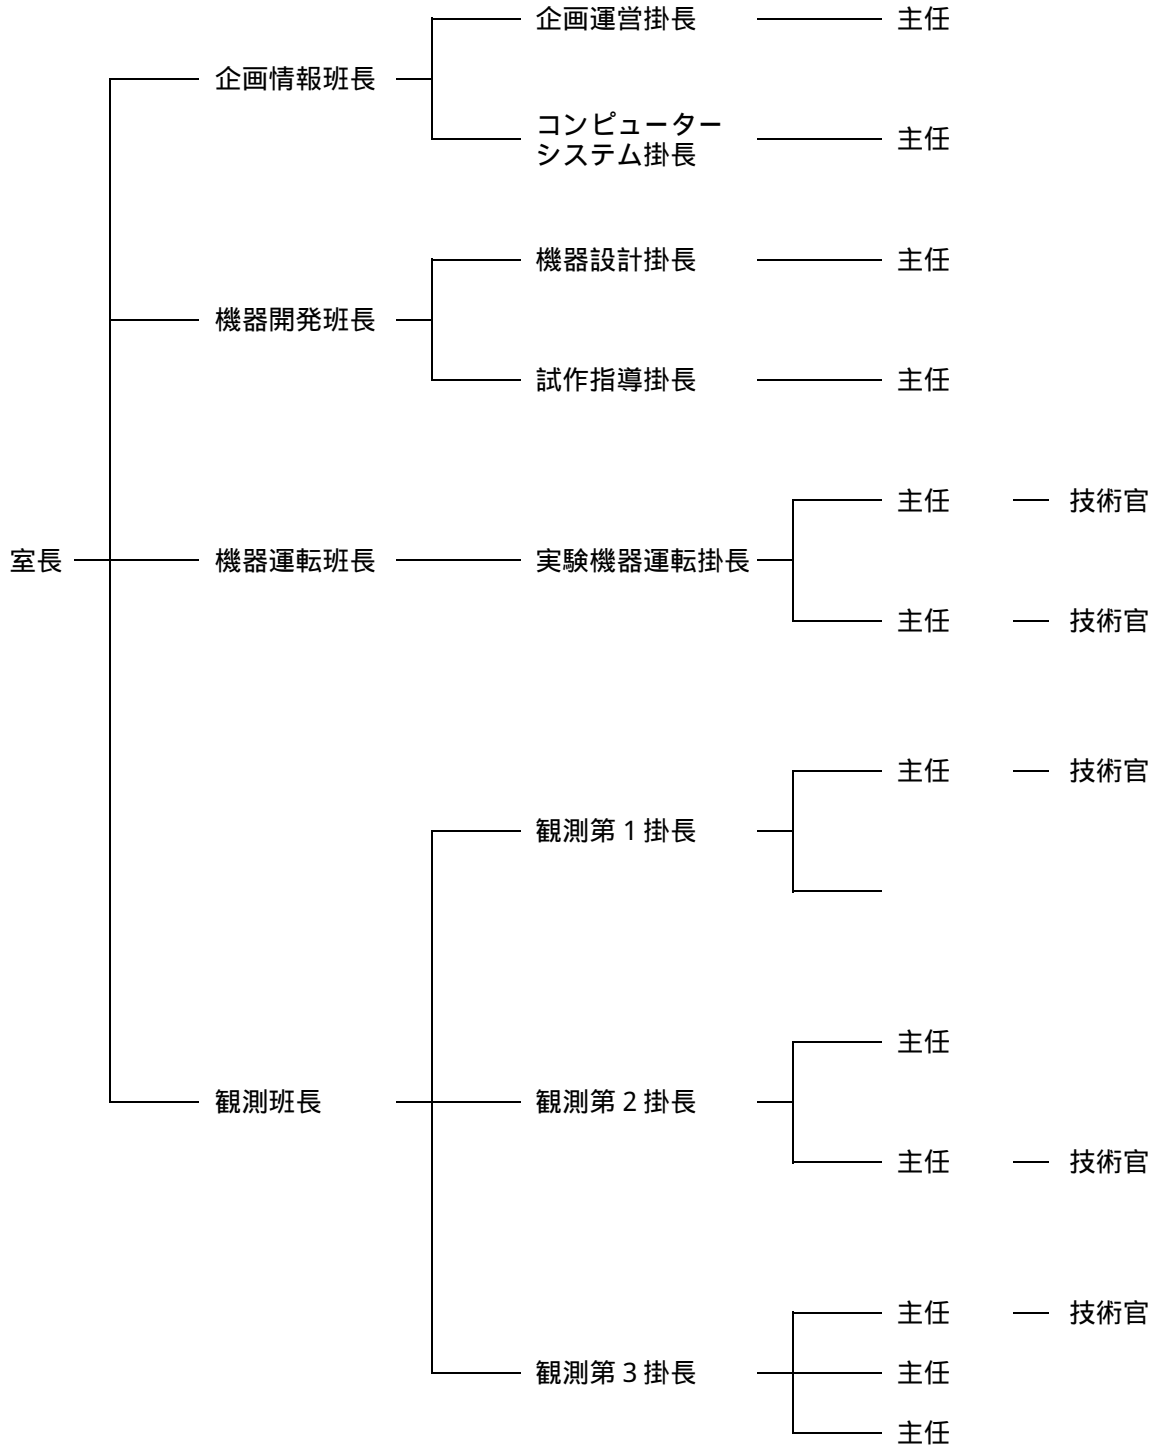 企画運営掛長 主任
企画情報班長
コンピューター
システム掛長 主任
機器設計掛長 主任
機器開発班長
試作指導掛長 主任
主任 技術官
室長 機器運転班長 実験機器運転掛長
主任 技術官
主任 技術官
観測第1掛長
主任
観測班長 観測第2掛長
主任 技術官
主任 技術官
観測第3掛長 主任
主任